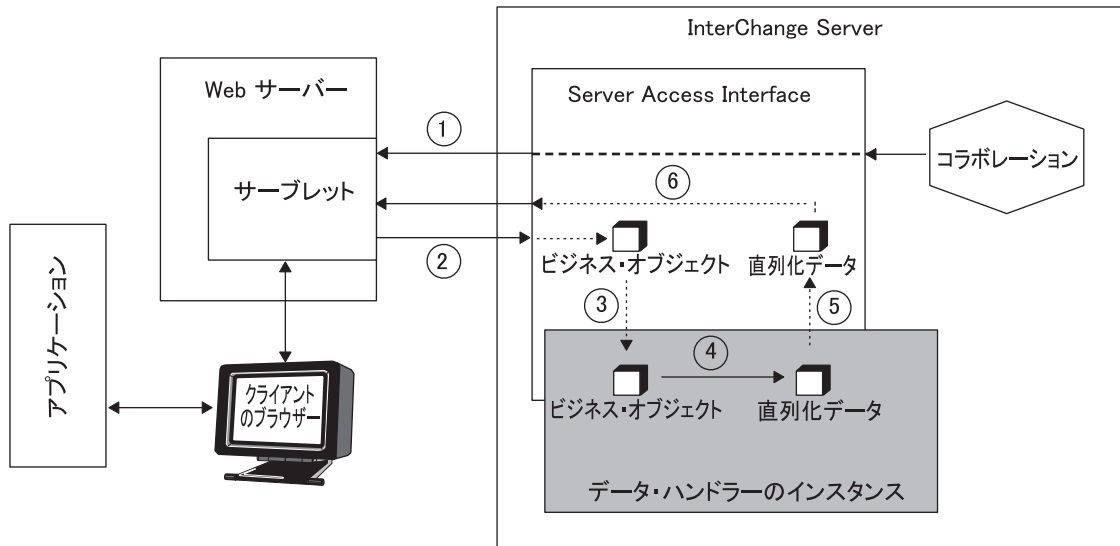 InterChange Server
Web サーバー
Server Access Interface
①
サーブレット
コラボレーション
⑥
②
ビジネス・オブジェクト
直列化データ
アプリケーション
③
⑤
④
クライアント
のブラウザー
ビジネス・オブジェクト
直列化データ
データ・ハンドラーのインスタンス